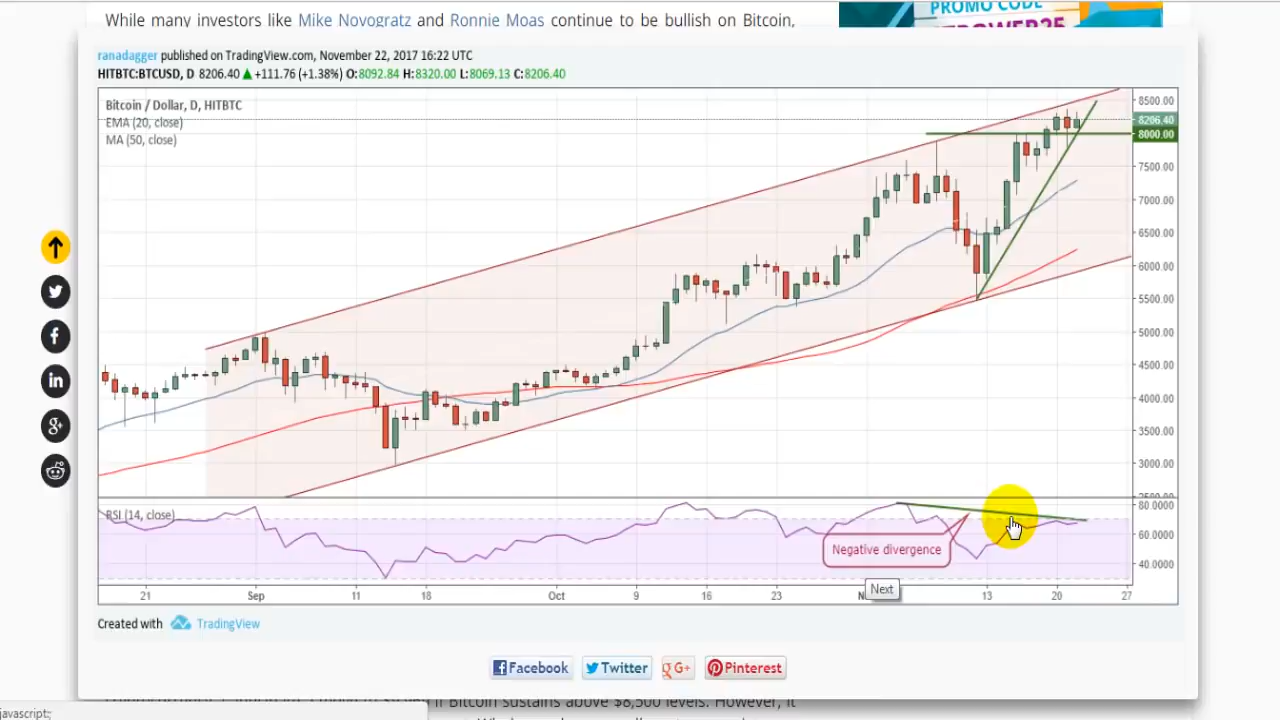 While many investors like Mike Novogratz and Ronnie Moas continue to be bullish on Bitcoin,
PROMO CODE
ranadagger published on TradingView.com, November 22, 2017 16:22 UTC
HITBTC:BTCUSD, D 8206.40 ▲ +111.76 (+1.38%) O:8092.84 H:8320.00 L:8069.13 C:8206.40
Bitcoin / Dollar, D, HITBTC
EMA (20, close)
MA (50, close)
8500.00
8206.40
8000.00
7500.00
7000.00
6500.00
6000.00
5500.00
5000.00
4500.00
4000.00
3500.00
3000.00
2500.00
RSI (14, close)
80.0000
60.0000
40.0000
Negative divergence
Next
21 Sep 11 18 Oct 9 16 23 13 20 27
Created with TradingView
Facebook Twitter G+ Pinterest
if Bitcoin sustains above $8,500 levels. However, it
javascript:;